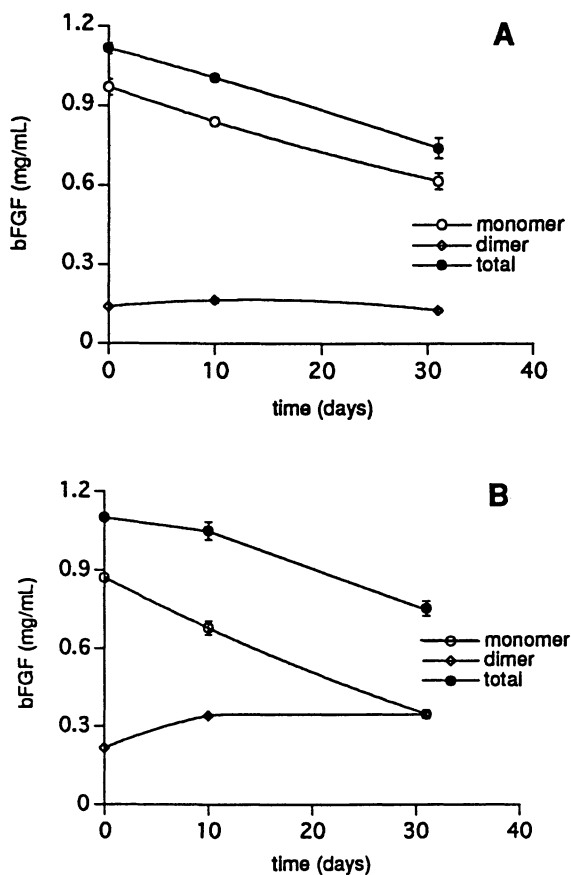 A
1.2
0.9
0.6
0.3
0
bFGF (mg/mL)
monomer
dimer
total
0 10 20 30 40
time (days)
B
1.2
0.9
0.6
0.3
0
bFGF (mg/mL)
monomer
dimer
total
0 10 20 30 40
time (days)